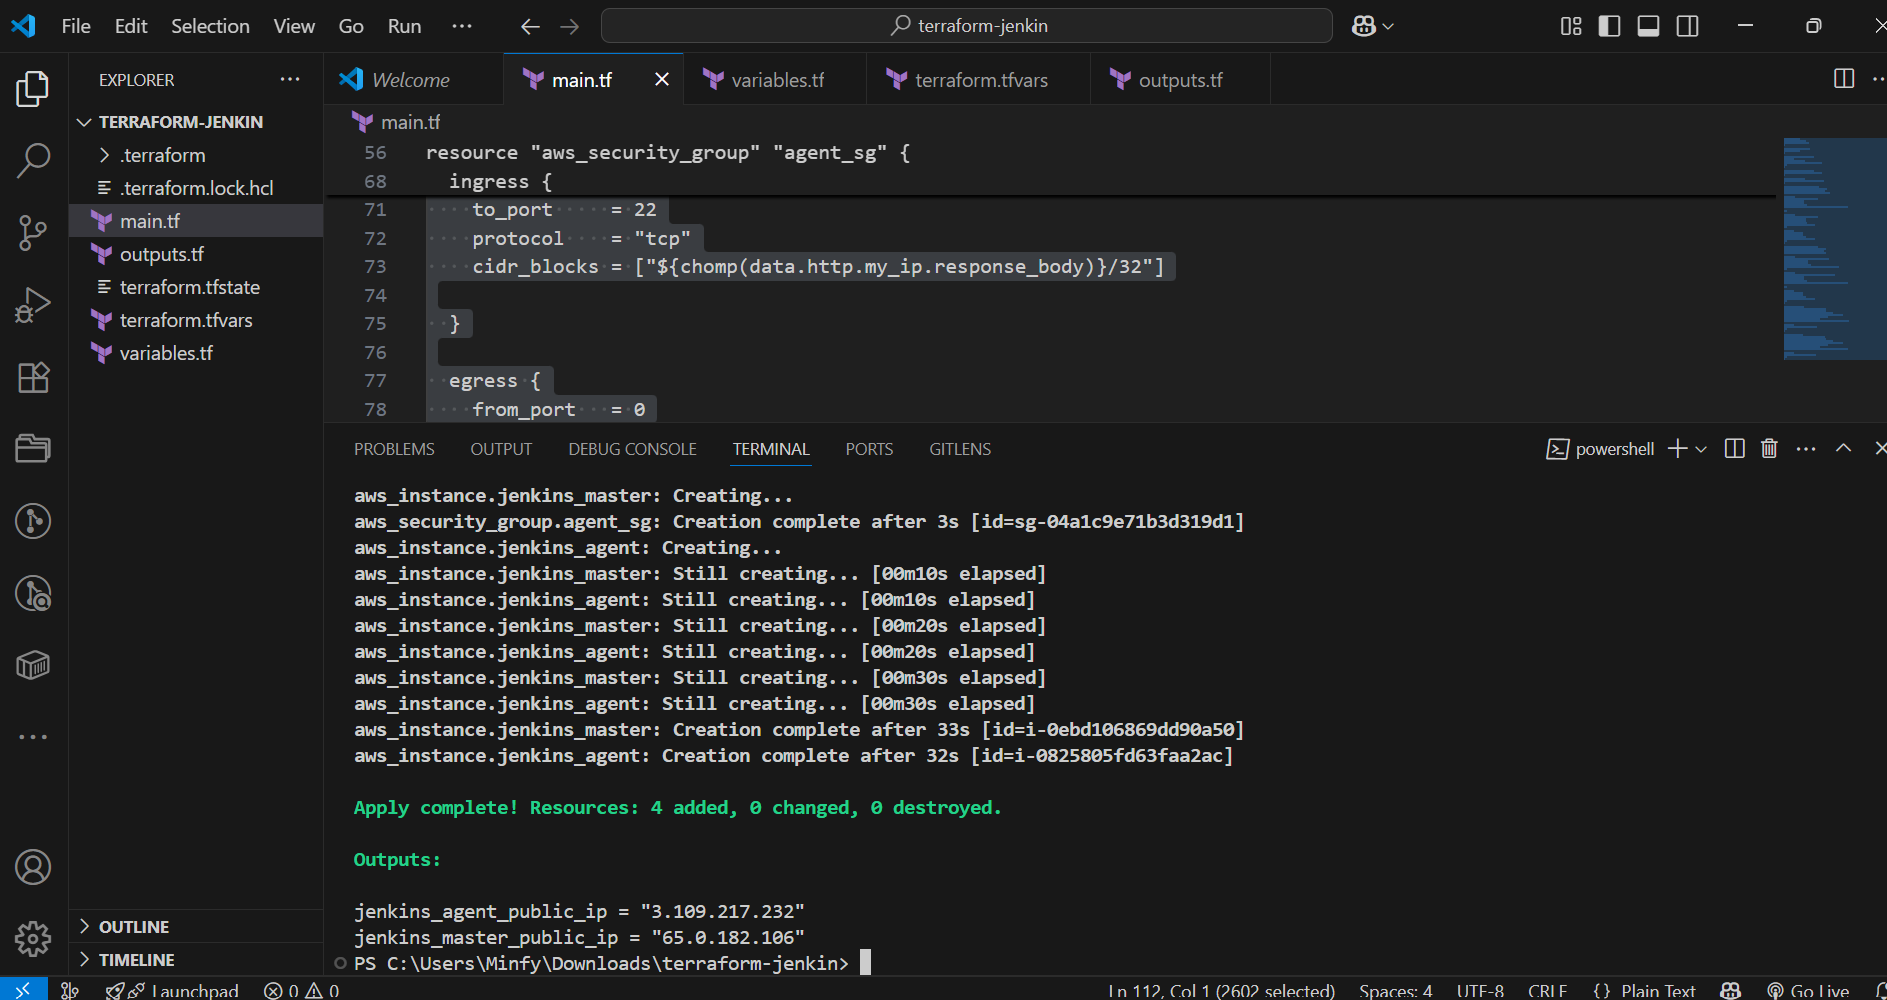 File Edit Selection View Go Run ···
terraform-jenkin
EXPLORER ···
TERRAFORM-JENKIN
.terraform
.terraform.lock.hcl
main.tf
outputs.tf
terraform.tfstate
terraform.tfvars
variables.tf
OUTLINE
TIMELINE
Welcome main.tf variables.tf terraform.tfvars outputs.tf
main.tf
56 resource "aws_security_group" "agent_sg" {
68 ingress {
71 to_port = 22
72 protocol = "tcp"
73 cidr_blocks = ["${chomp(data.http.my_ip.response_body)}/32"]
74
75 }
76
77 egress {
78 from_port = 0
PROBLEMS OUTPUT DEBUG CONSOLE TERMINAL PORTS GITLENS
powershell
aws_instance.jenkins_master: Creating...
aws_security_group.agent_sg: Creation complete after 3s [id=sg-04a1c9e71b3d319d1]
aws_instance.jenkins_agent: Creating...
aws_instance.jenkins_master: Still creating... [00m10s elapsed]
aws_instance.jenkins_agent: Still creating... [00m10s elapsed]
aws_instance.jenkins_master: Still creating... [00m20s elapsed]
aws_instance.jenkins_agent: Still creating... [00m20s elapsed]
aws_instance.jenkins_master: Still creating... [00m30s elapsed]
aws_instance.jenkins_agent: Still creating... [00m30s elapsed]
aws_instance.jenkins_master: Creation complete after 33s [id=i-0ebd106869dd90a50]
aws_instance.jenkins_agent: Creation complete after 32s [id=i-0825805fd63faa2ac]
Apply complete! Resources: 4 added, 0 changed, 0 destroyed.
Outputs:
jenkins_agent_public_ip = "3.109.217.232"
jenkins_master_public_ip = "65.0.182.106"
PS C:\Users\Minfy\Downloads\terraform-jenkin>
Launchpad 0 0 Ln 112, Col 1 (2602 selected) Spaces: 4 UTF-8 CRLF {} Plain Text Go Live